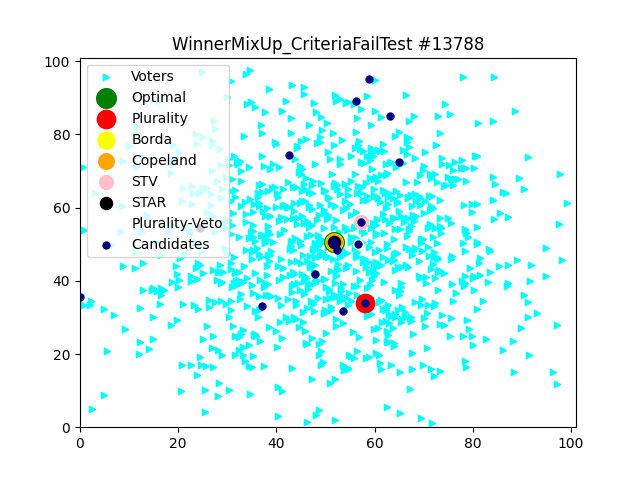 WinnerMixUp_CriteriaFailTest #13788
Voters
Optimal
Plurality
Borda
Copeland
STV
STAR
Plurality-Veto
Candidates
100
80
60
40
20
0
0 20 40 60 80 100